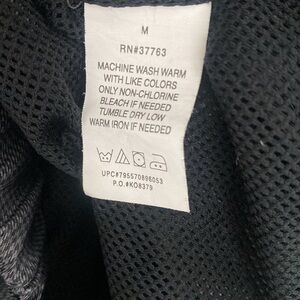 M
RN#37763
MACHINE WASH WARM
WITH LIKE COLORS
ONLY NON-CHLORINE
BLEACH IF NEEDED
TUMBLE DRY LOW
WARM IRON IF NEEDED
UPC#795570896053
P.O.#KO8379